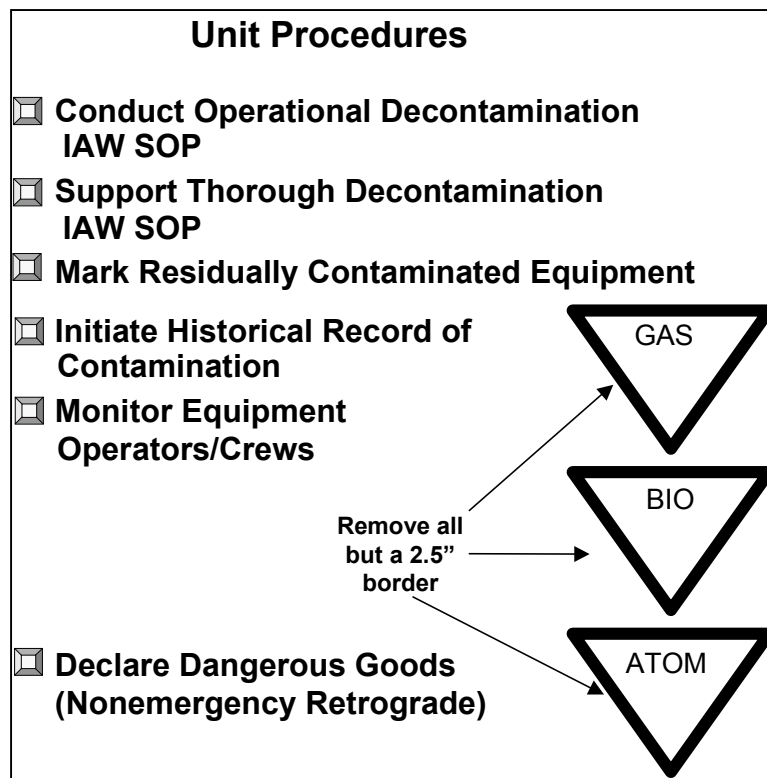 Unit Procedures
Conduct Operational Decontamination
IAW SOP
Support Thorough Decontamination
IAW SOP
Mark Residually Contaminated Equipment
Initiate Historical Record of
Contamination
Monitor Equipment
Operators/Crews
GAS
BIO
Remove all
but a 2.5”
border
ATOM
Declare Dangerous Goods
(Nonemergency Retrograde)